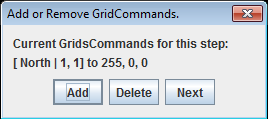 Add or Remove GridCommands.
Current GridsCommands for this step:
[ North | 1, 1] to 255, 0, 0
Add Delete Next